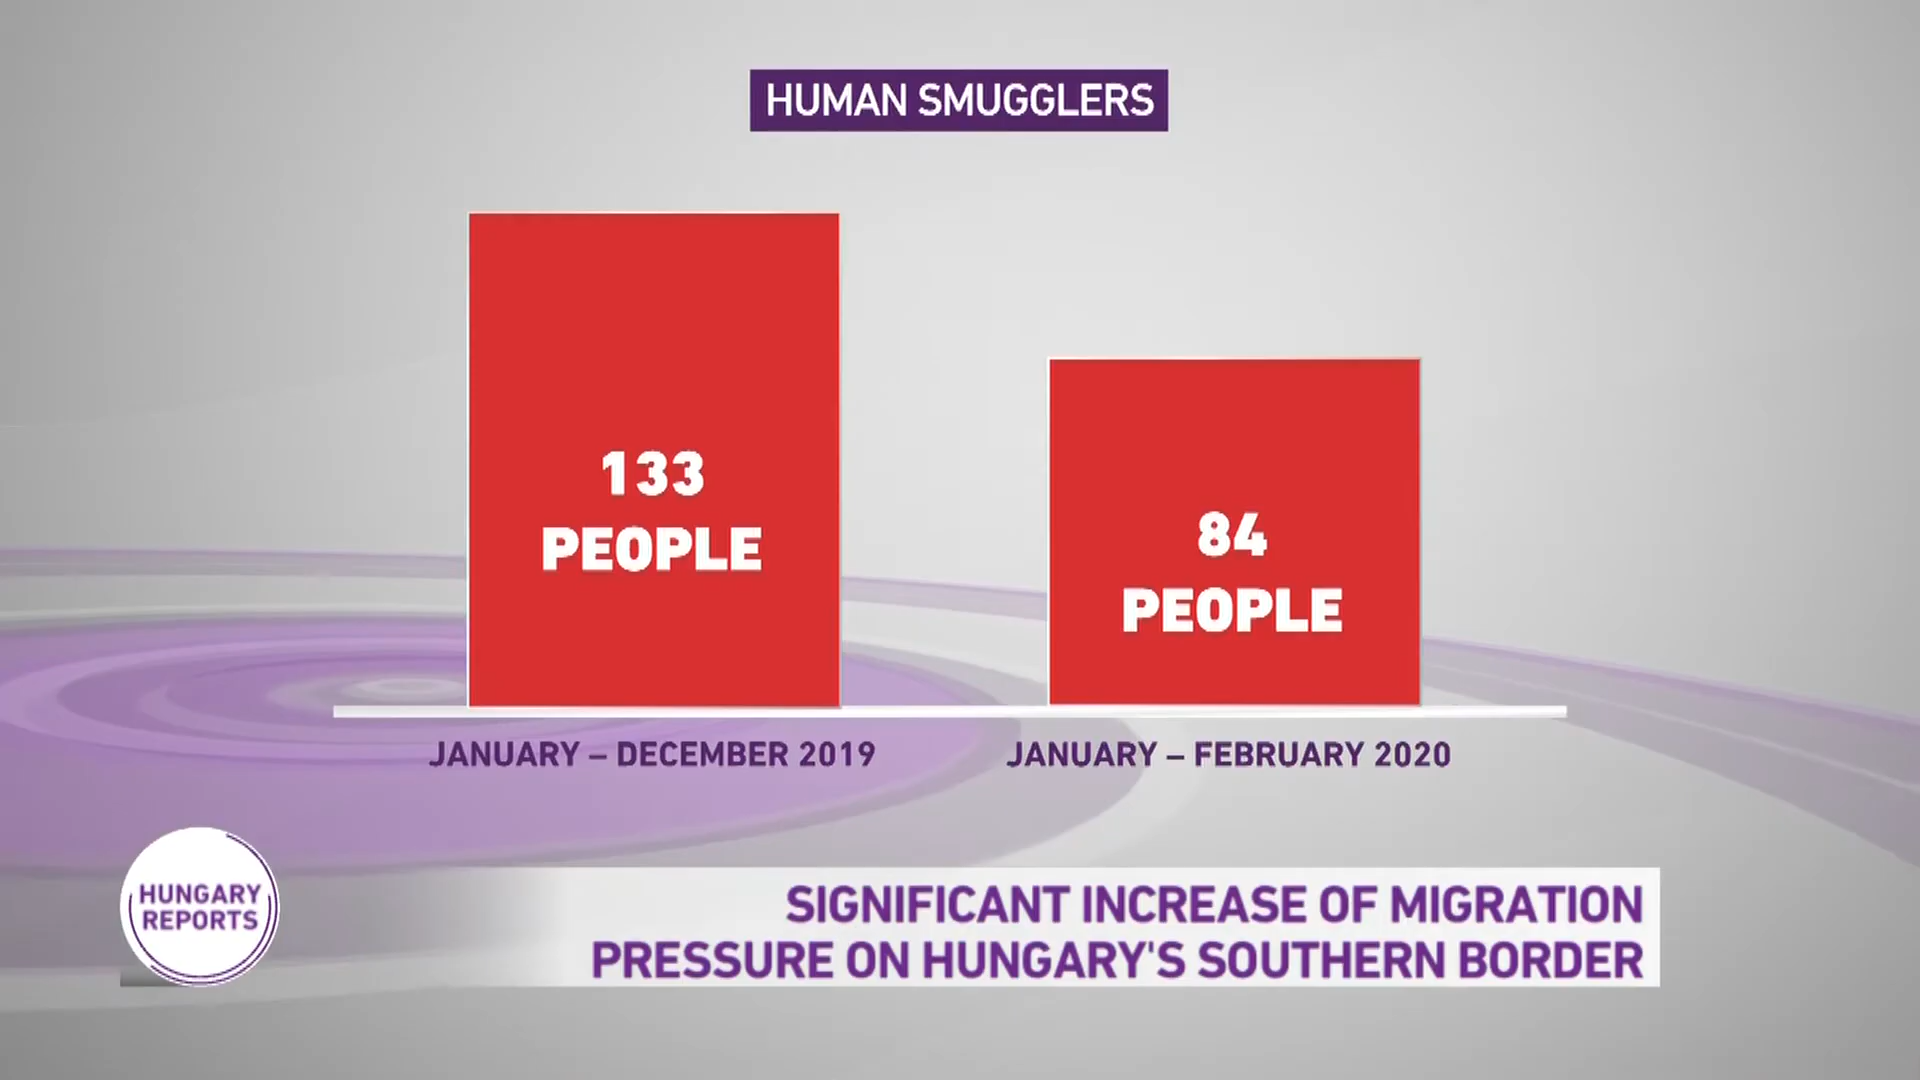 HUMAN SMUGGLERS
133
PEOPLE
84
PEOPLE
JANUARY – DECEMBER 2019
JANUARY – FEBRUARY 2020
HUNGARY
REPORTS
SIGNIFICANT INCREASE OF MIGRATION
PRESSURE ON HUNGARY'S SOUTHERN BORDER